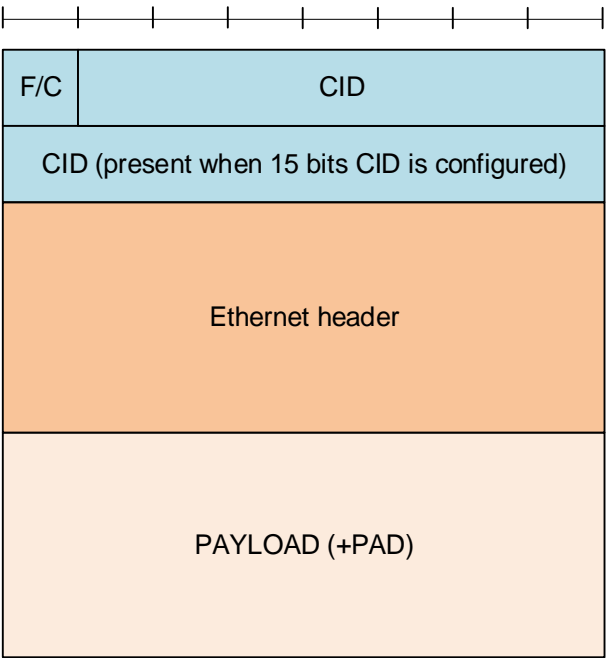 F/C
CID
CID (present when 15 bits CID is configured)
Ethernet header
PAYLOAD (+PAD)